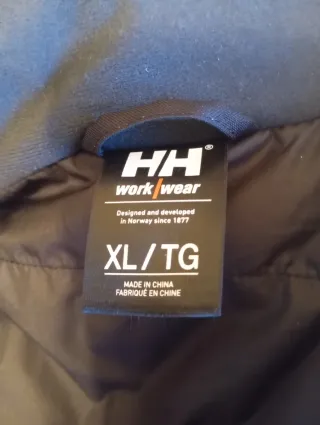 HH®
work/wear
Designed and developed
in Norway since 1877
XL/TG
MADE IN CHINA
FABRIQUÉ EN CHINE